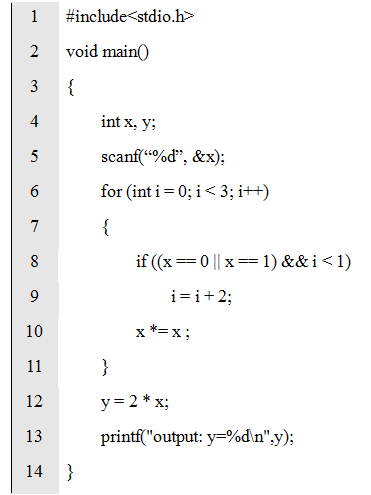 1 #include<stdio.h>
2 void main()
3 {
4 int x, y;
5 scanf(“%d”, &x);
6 for (int i = 0; i < 3; i++)
7 {
8 if ((x == 0 || x == 1) && i < 1)
9 i = i + 2;
10 x *= x ;
11 }
12 y = 2 * x;
13 printf("output: y=%d\n",y);
14 }